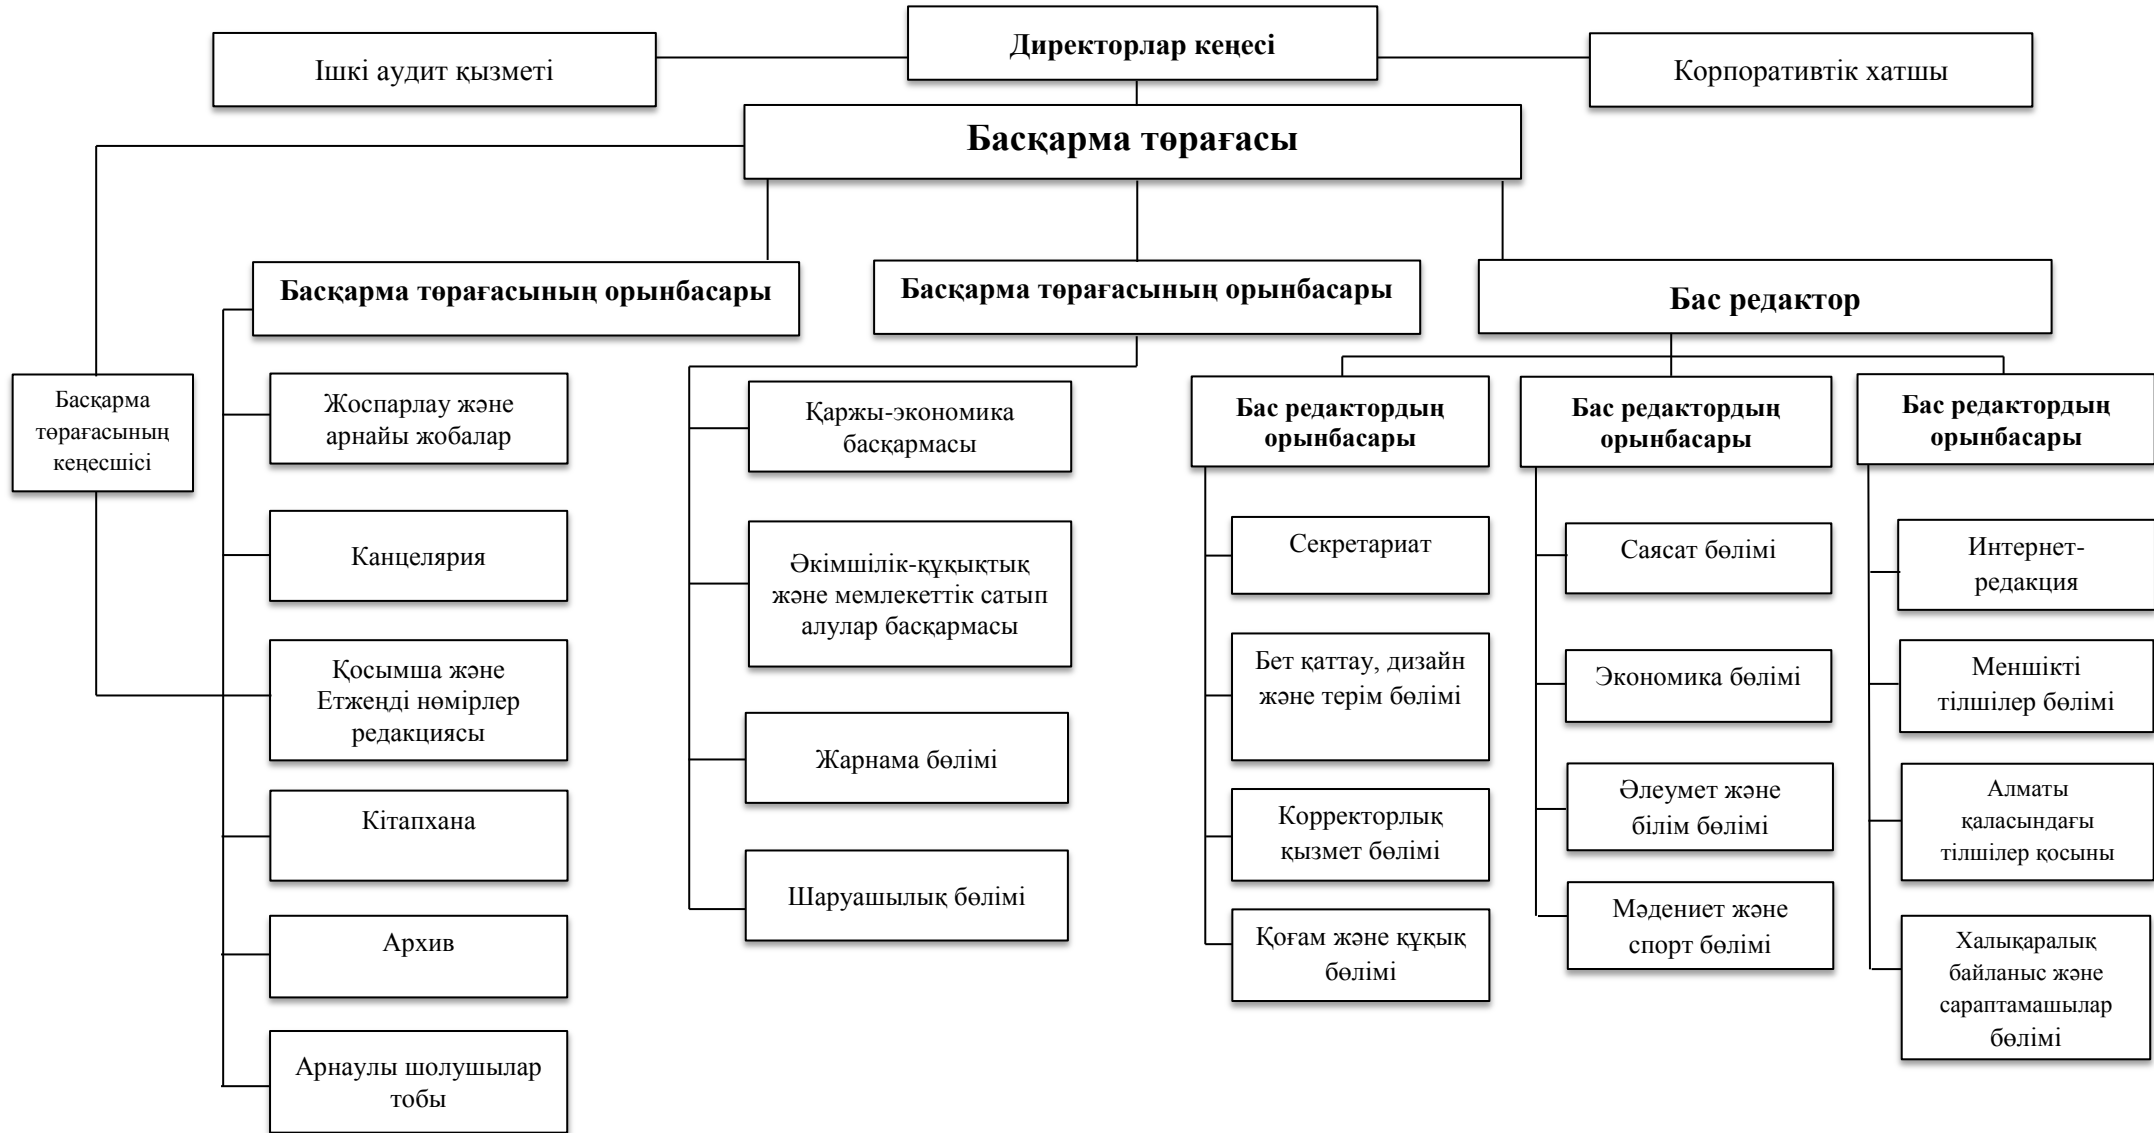 Директорлар кеңесі
Ішкі аудит қызметі
Корпоративтік хатшы
Басқарма төрағасы
Басқарма төрағасының орынбасары
Басқарма төрағасының орынбасары
Бас редактор
Басқарма
төрағасының
кеңесшісі
Жоспарлау және
арнайы жобалар
Канцелярия
Қосымша және
Етжеңді нөмірлер
редакциясы
Кітапхана
Архив
Арнаулы шолушылар
тобы
Қаржы-экономика
басқармасы
Әкімшілік-құқықтық
және мемлекеттік сатып
алулар басқармасы
Жарнама бөлімі
Шаруашылық бөлімі
Бас редактордың
орынбасары
Секретариат
Бет қаттау, дизайн
және терім бөлімі
Корректорлық
қызмет бөлімі
Қоғам және құқық
бөлімі
Бас редактордың
орынбасары
Саясат бөлімі
Экономика бөлімі
Әлеумет және
білім бөлімі
Мәдениет және
спорт бөлімі
Бас редактордың
орынбасары
Интернет-
редакция
Меншікті
тілшілер бөлімі
Алматы
қаласындағы
тілшілер қосыны
Халықаралық
байланыс және
сараптамашылар
бөлімі